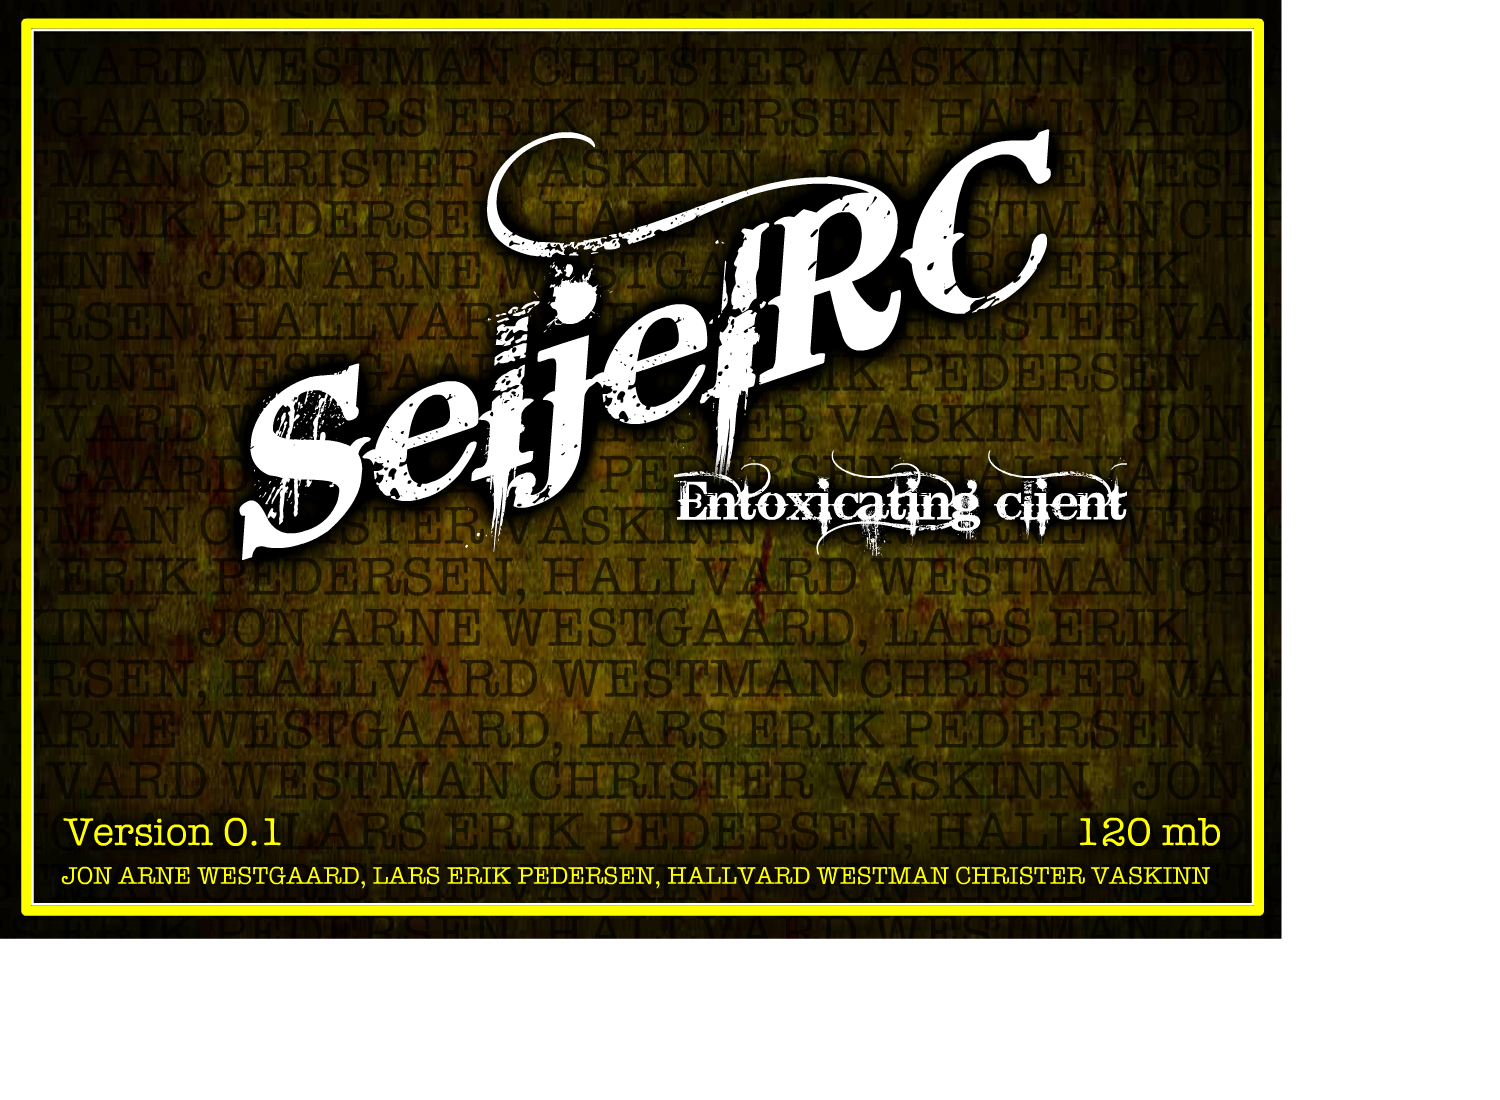 SeljeIRC
Entoxicating client
Version 0.1
120 mb
JON ARNE WESTGAARD, LARS ERIK PEDERSEN, HALLVARD WESTMAN CHRISTER VASKINN